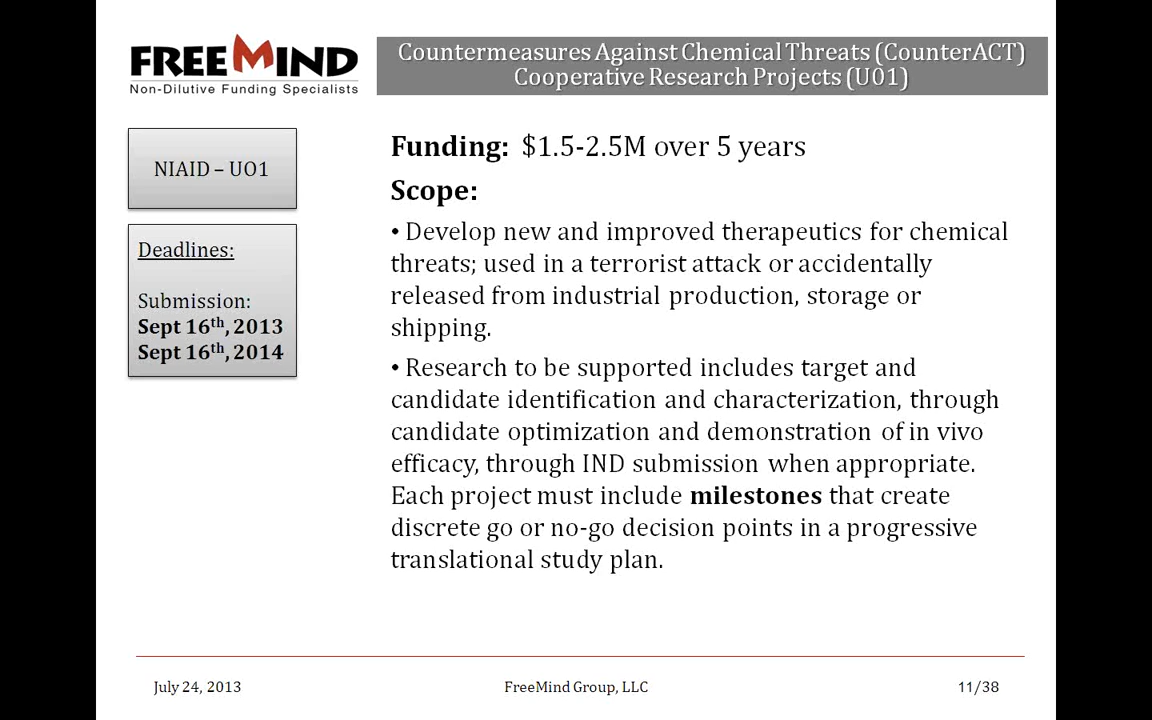 FREEMIND
Non-Dilutive Funding Specialists
Countermeasures Against Chemical Threats (CounterACT)
Cooperative Research Projects (U01)
NIAID – UO1
Deadlines:
Submission:
Sept 16th, 2013
Sept 16th, 2014
Funding: $1.5-2.5M over 5 years
Scope:
• Develop new and improved therapeutics for chemical
threats; used in a terrorist attack or accidentally
released from industrial production, storage or
shipping.
• Research to be supported includes target and
candidate identification and characterization, through
candidate optimization and demonstration of in vivo
efficacy, through IND submission when appropriate.
Each project must include milestones that create
discrete go or no-go decision points in a progressive
translational study plan.
July 24, 2013
FreeMind Group, LLC
11/38